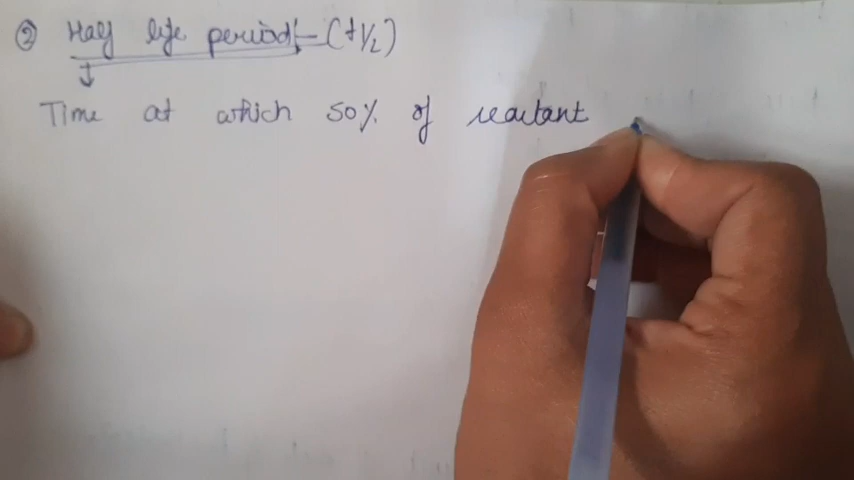 ② Half life period:- (t1/2)
Time at which 50% of reactant